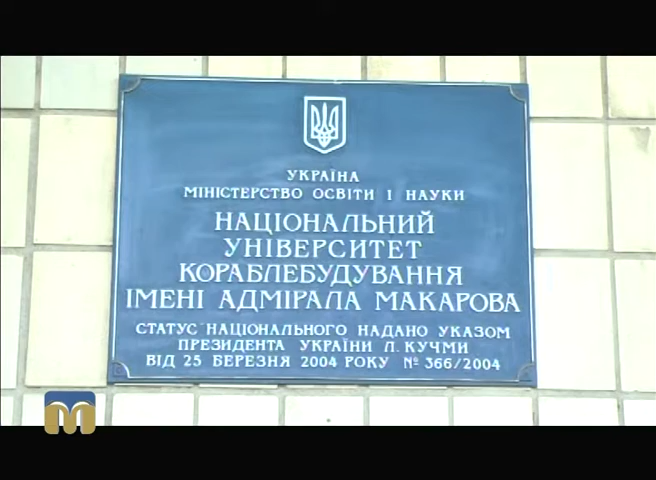 УКРАЇНА
МІНІСТЕРСТВО ОСВІТИ І НАУКИ
НАЦІОНАЛЬНИЙ
УНІВЕРСИТЕТ
КОРАБЛЕБУДУВАННЯ
ІМЕНІ АДМІРАЛА МАКАРОВА
СТАТУС НАЦІОНАЛЬНОГО НАДАНО УКАЗОМ
ПРЕЗИДЕНТА УКРАЇНИ Л.КУЧМИ
ВІД 25 БЕРЕЗНЯ 2004 РОКУ № 366/2004